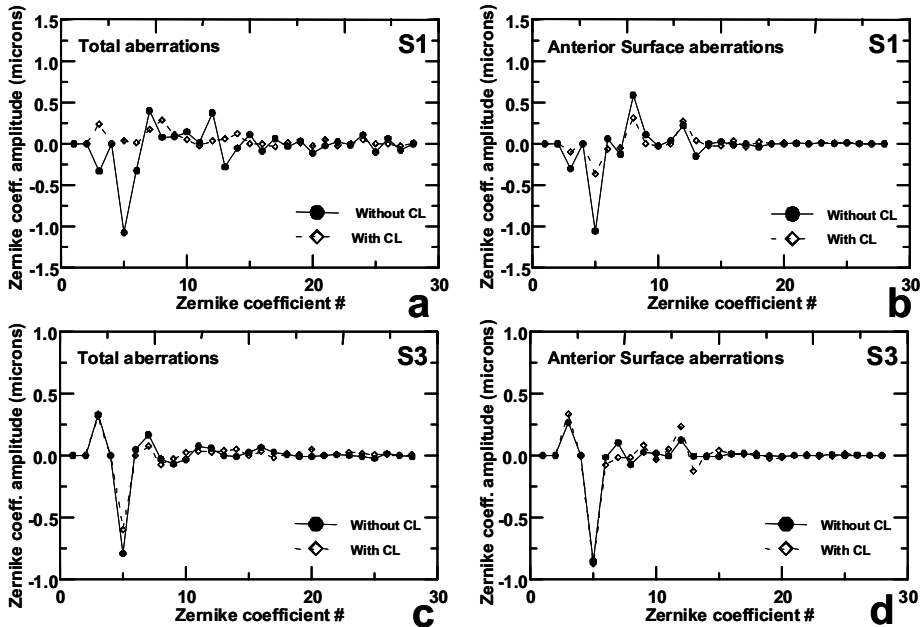 Zernike coeff. amplitude (microns)
1.5
1.0
0.5
0.0
-0.5
-1.0
-1.5
Total aberrations
S1
Without CL
With CL
0 10 20 30
Zernike coefficient #
a
Zernike coeff. amplitude (microns)
1.5
1.0
0.5
0.0
-0.5
-1.0
-1.5
Anterior Surface aberrations
S1
Without CL
With CL
0 10 20 30
Zernike coefficient #
b
Zernike coeff. amplitude (microns)
1.0
0.5
0.0
-0.5
-1.0
Total aberrations
S3
Without CL
With CL
0 10 20 30
Zernike coefficient #
c
Zernike coeff. amplitude (microns)
1.0
0.5
0.0
-0.5
-1.0
Anterior Surface aberrations
S3
Without CL
With CL
0 10 20 30
Zernike coefficient #
d